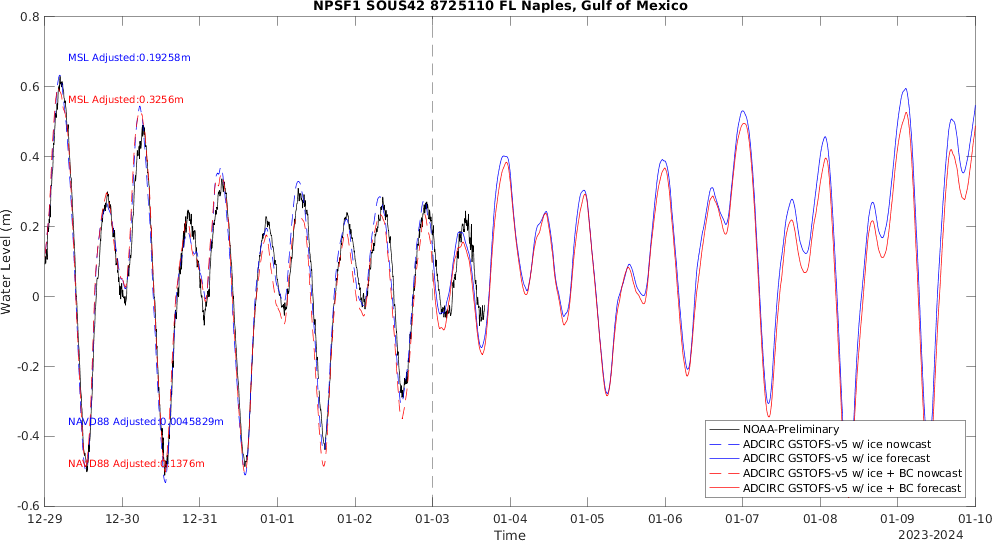 NPSF1 SOUS42 8725110 FL Naples, Gulf of Mexico
0.8
0.6
0.4
0.2
0
-0.2
-0.4
-0.6
Water Level (m)
MSL Adjusted:0.19258m
MSL Adjusted:0.3256m
NAVD88 Adjusted:0.0045829m
NAVD88 Adjusted:0.1376m
NOAA-Preliminary
ADCIRC GSTOFS-v5 w/ ice nowcast
ADCIRC GSTOFS-v5 w/ ice forecast
ADCIRC GSTOFS-v5 w/ ice + BC nowcast
ADCIRC GSTOFS-v5 w/ ice + BC forecast
12-29 12-30 12-31 01-01 01-02 01-03 01-04 01-05 01-06 01-07 01-08 01-09 01-10
Time
2023-2024